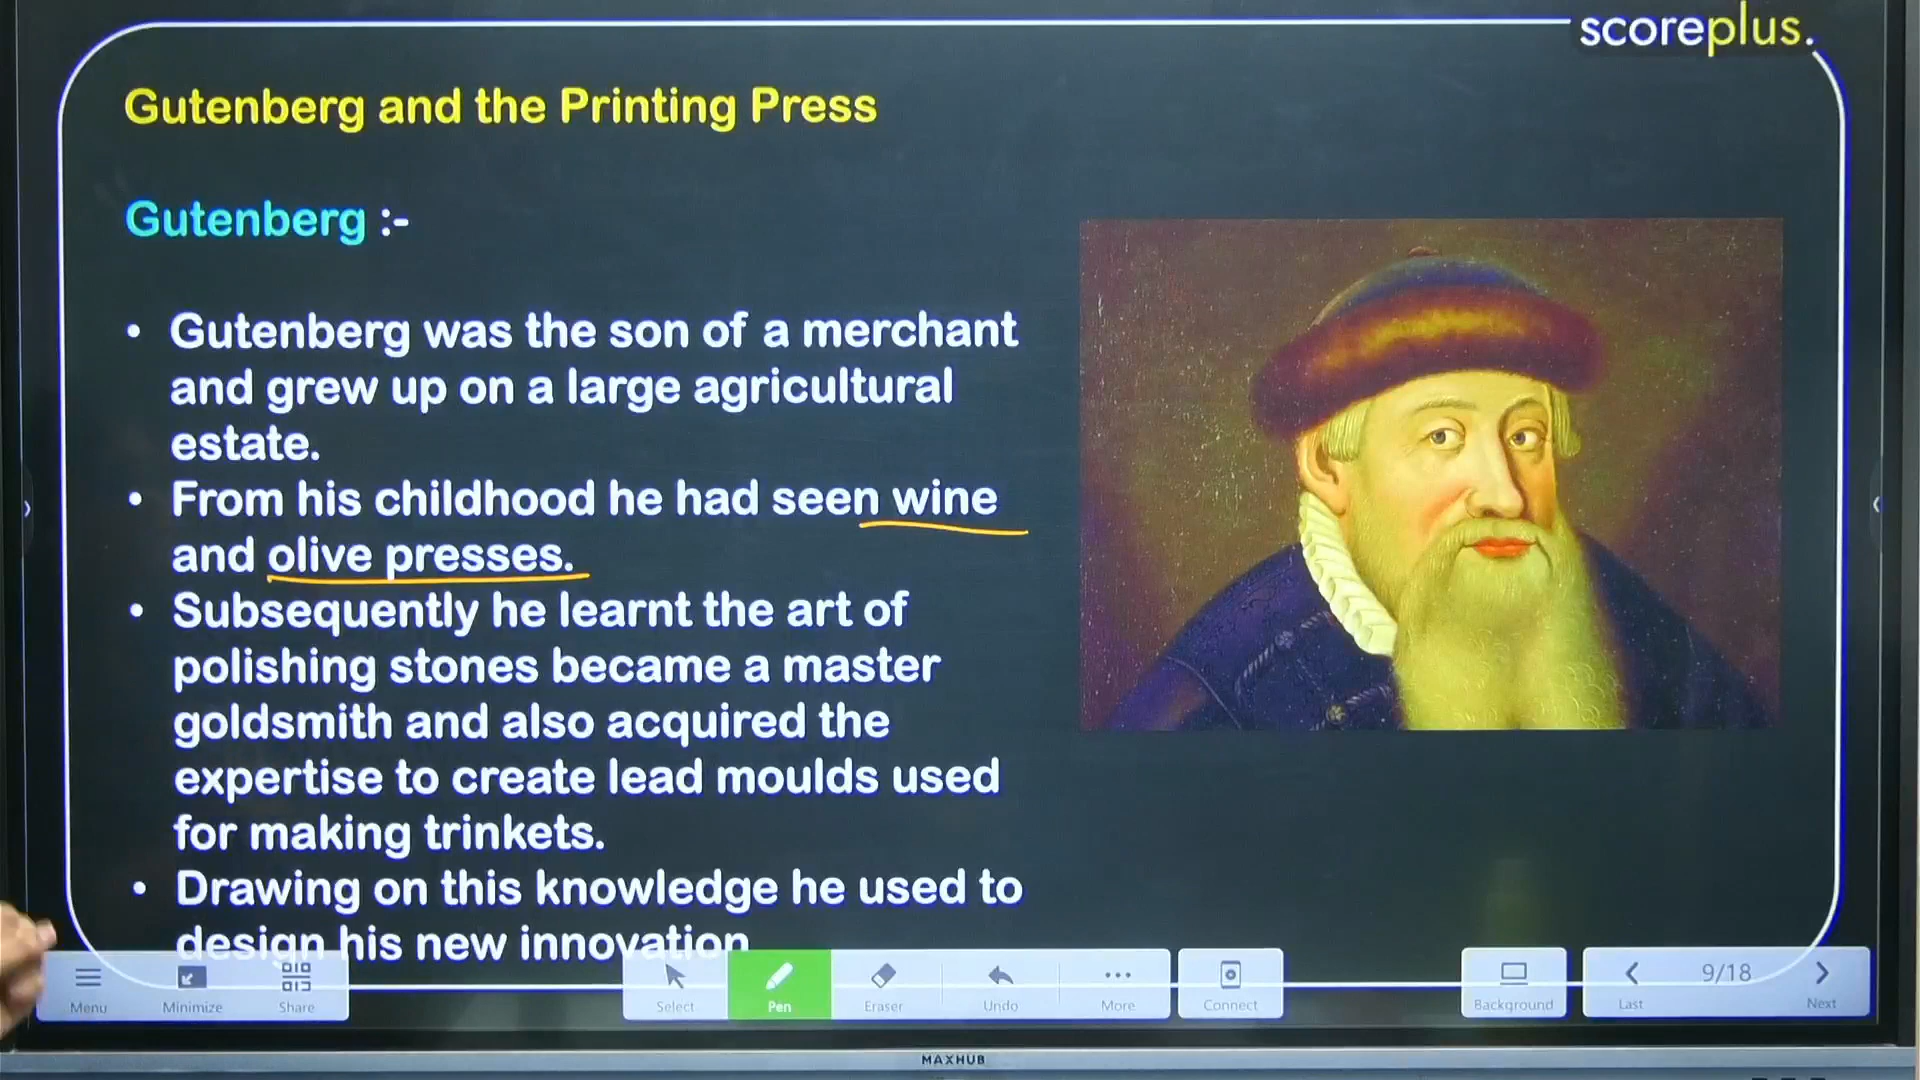 scoreplus.
Gutenberg and the Printing Press
Gutenberg :-
• Gutenberg was the son of a merchant
and grew up on a large agricultural
estate.
• From his childhood he had seen wine
and olive presses.
• Subsequently he learnt the art of
polishing stones became a master
goldsmith and also acquired the
expertise to create lead moulds used
for making trinkets.
• Drawing on this knowledge he used to
design his new innovation
Menu
Minimize
Share
Select
Pen
Eraser
Undo
More
Connect
Background
Last
9/18
Next
MAXHUB